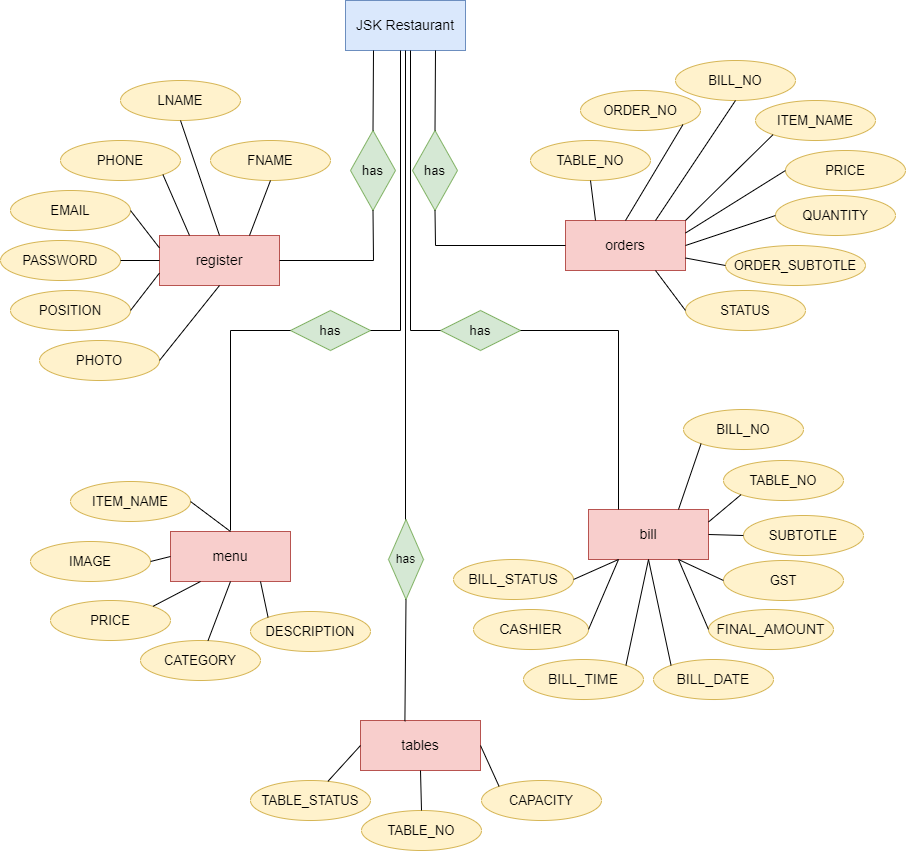 JSK Restaurant
has
has
LNAME
PHONE
FNAME
EMAIL
PASSWORD
POSITION
PHOTO
register
BILL_NO
ORDER_NO
ITEM_NAME
TABLE_NO
PRICE
QUANTITY
ORDER_SUBTOTLE
STATUS
orders
has
has
ITEM_NAME
IMAGE
PRICE
CATEGORY
DESCRIPTION
menu
BILL_NO
TABLE_NO
SUBTOTLE
GST
FINAL_AMOUNT
BILL_DATE
BILL_TIME
CASHIER
BILL_STATUS
bill
has
tables
TABLE_STATUS
TABLE_NO
CAPACITY